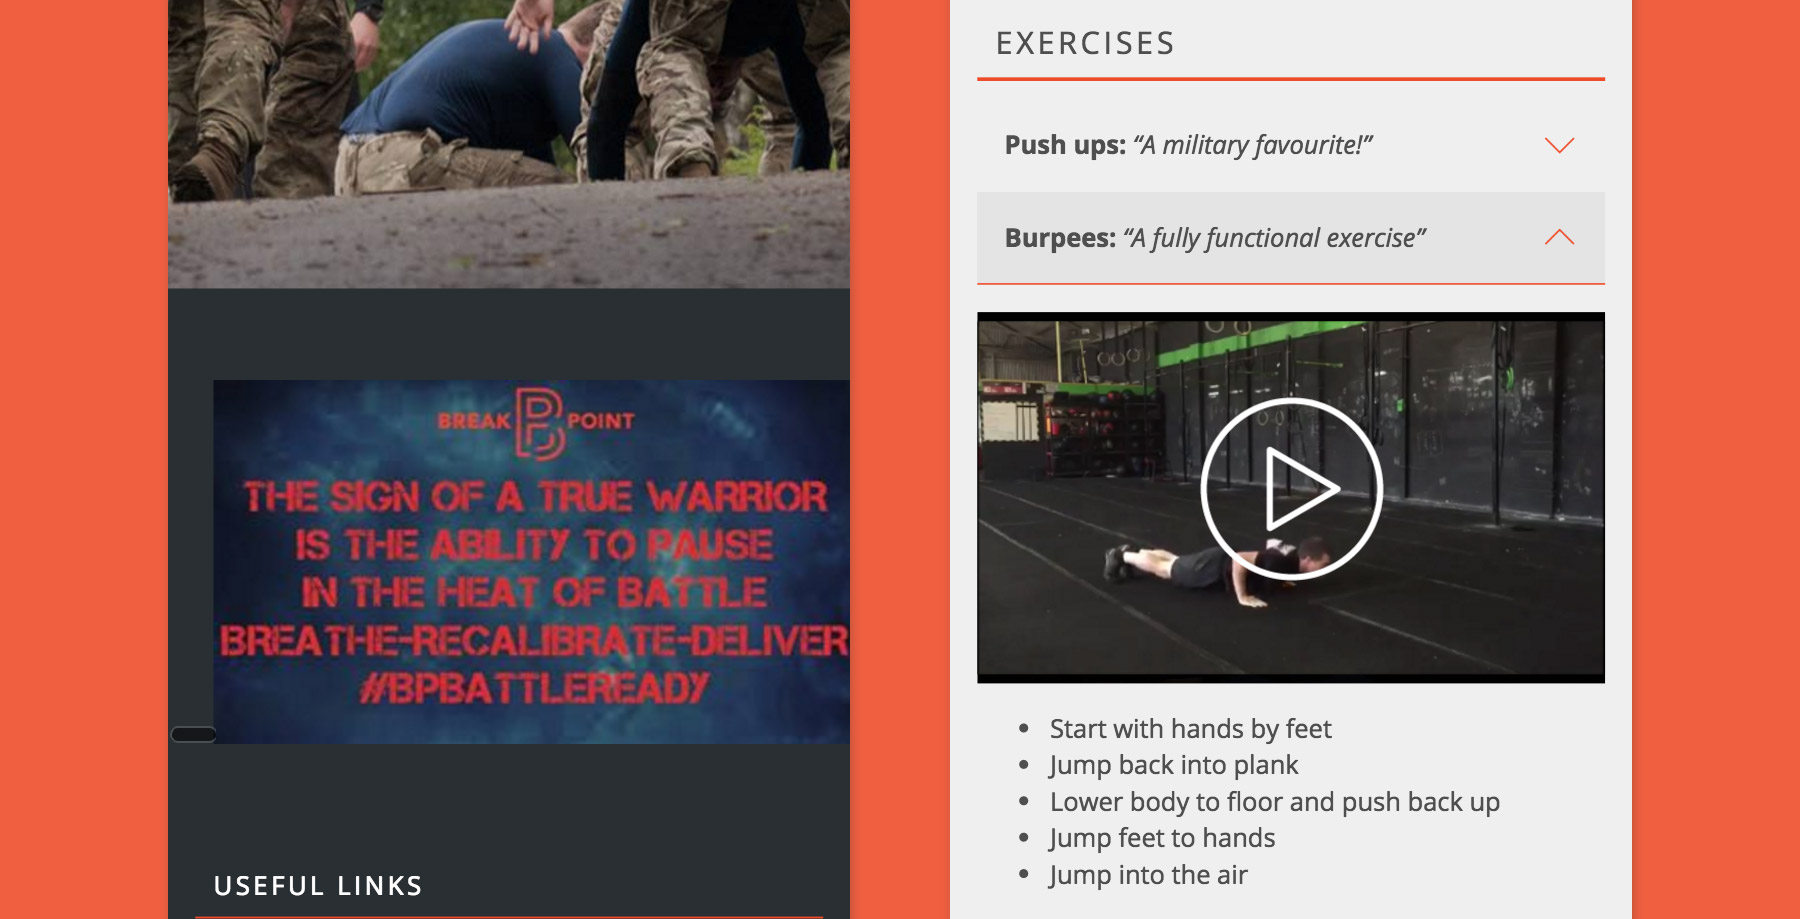 BREAK BP POINT
THE SIGN OF A TRUE WARRIOR
IS THE ABILITY TO PAUSE
IN THE HEAT OF BATTLE
BREATHE-RECALIBRATE-DELIVER
#BPBATTLEREADY
USEFUL LINKS
EXERCISES
Push ups: “A military favourite!”
Burpees: “A fully functional exercise”
• Start with hands by feet
• Jump back into plank
• Lower body to floor and push back up
• Jump feet to hands
• Jump into the air